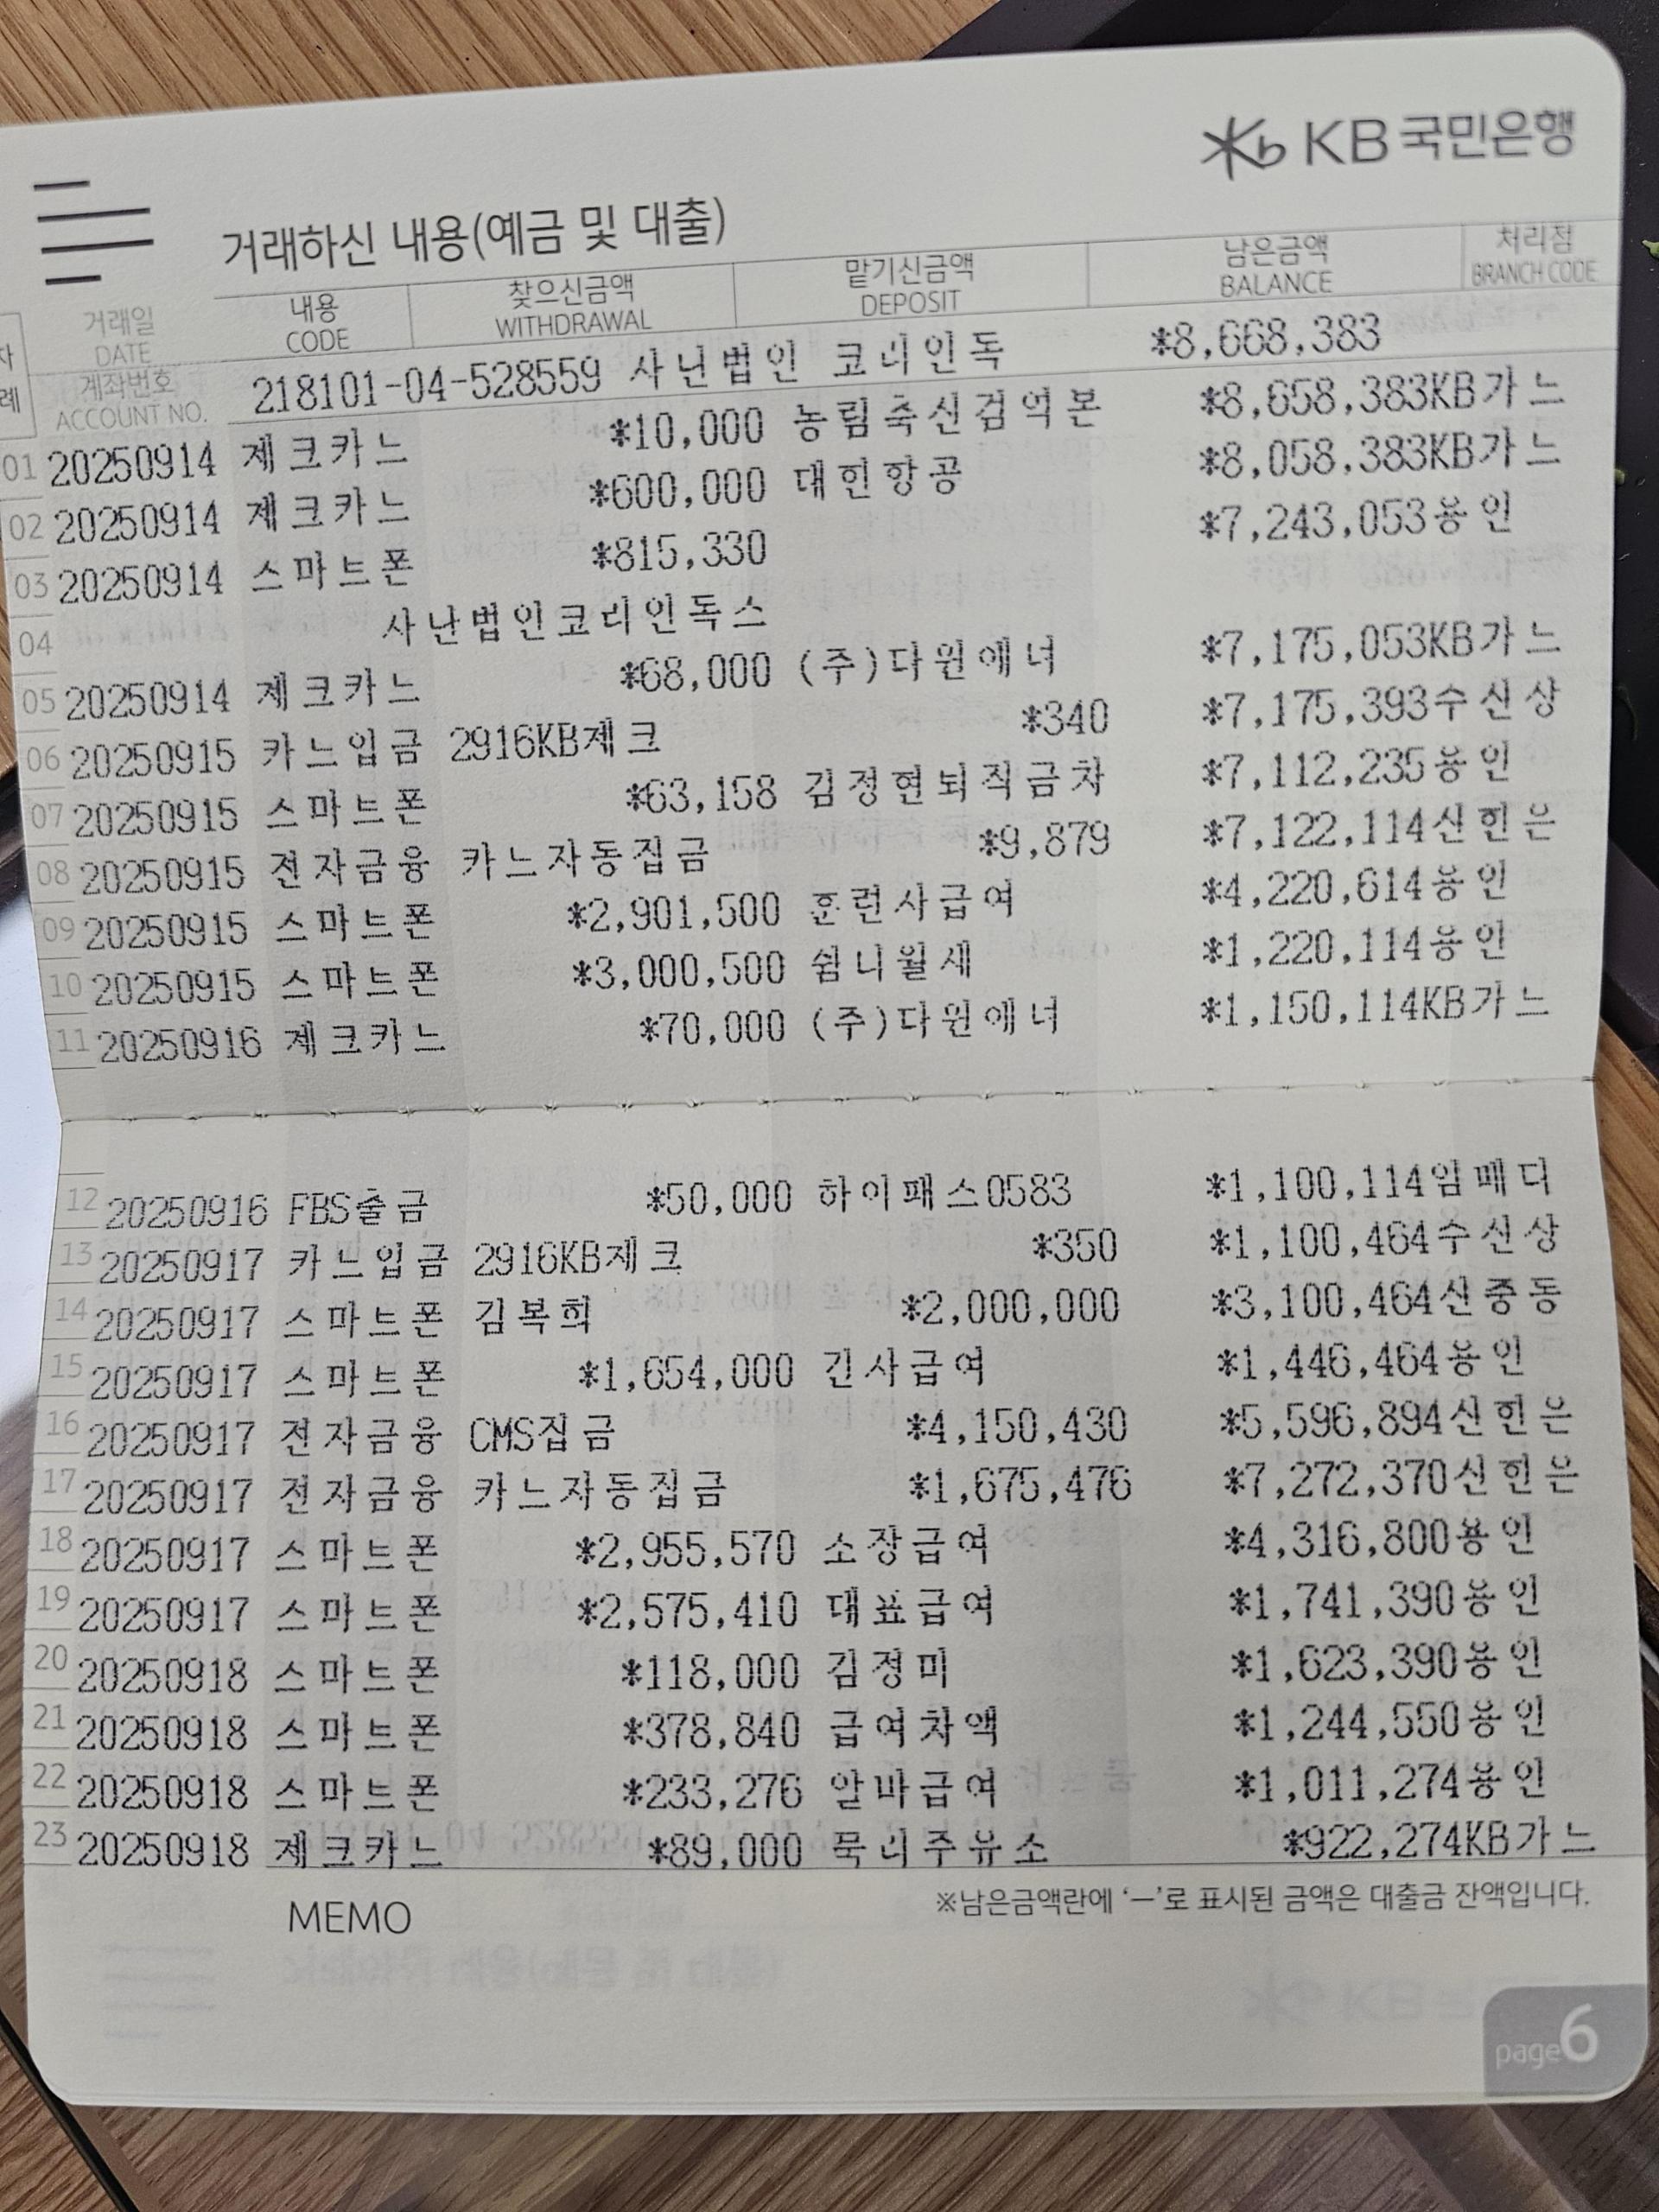 KB 국민은행
거래하신 내용(예금 및 대출)
거래일 DATE 내용 CODE 찾으신금액 WITHDRAWAL 맡기신금액 DEPOSIT 남은금액 BALANCE 처리점 BRANCH CODE
계좌번호 ACCOUNT NO. 218101-04-528559 사단법인 코리인독 *8,668,383
01 20250914 체크카드 *10,000 농림축산검역본 *8,658,383KB카드
02 20250914 체크카드 *600,000 대한항공 *8,058,383KB카드
03 20250914 스마트폰 *815,330 *7,243,053용인
04 사단법인코리인독스
05 20250914 체크카드 *68,000 (주)다원에너 *7,175,053KB카드
06 20250915 카드입금 2916KB체크 *340 *7,175,393수신상
07 20250915 스마트폰 *63,158 김정현퇴직금차 *7,112,235용인
08 20250915 전자금융 카드자동집금 *9,879 *7,122,114신한은
09 20250915 스마트폰 *2,901,500 훈련사급여 *4,220,614용인
10 20250915 스마트폰 *3,000,500 쉼니월세 *1,220,114용인
11 20250916 체크카드 *70,000 (주)다원에너 *1,150,114KB카드
12 20250916 FBS출금 *50,000 하이패스0583 *1,100,114임베디
13 20250917 카드입금 2916KB체크 *350 *1,100,464수신상
14 20250917 스마트폰 김복희 *2,000,000 *3,100,464신중동
15 20250917 스마트폰 *1,654,000 간사급여 *1,446,464용인
16 20250917 전자금융 CMS집금 *4,150,430 *5,596,894신한은
17 20250917 전자금융 카드자동집금 *1,675,476 *7,272,370신한은
18 20250917 스마트폰 *2,955,570 소장급여 *4,316,800용인
19 20250917 스마트폰 *2,575,410 대표급여 *1,741,390용인
20 20250918 스마트폰 *118,000 김정미 *1,623,390용인
21 20250918 스마트폰 *378,840 급여차액 *1,244,550용인
22 20250918 스마트폰 *233,276 알바급여 *1,011,274용인
23 20250918 체크카드 *89,000 묵리주유소 *922,274KB카드
※남은금액란에 ‘–’로 표시된 금액은 대출금 잔액입니다.
MEMO
page6